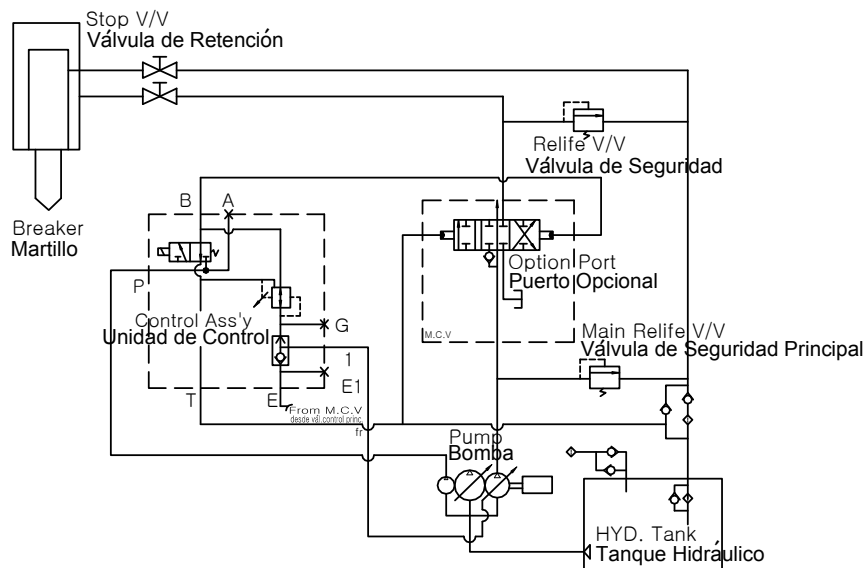 Stop V/V
Válvula de Retención
Relife V/V
Válvula de Seguridad
B
A
Breaker
Martillo
Option Port
Puerto Opcional
P
Control Ass'y
Unidad de Control
G
M.C.V
Main Relife V/V
Válvula de Seguridad Principal
1
E1
T
E
From M.C.V
desde vál.control princ.
fr
Pump
Bomba
HYD. Tank
Tanque Hidráulico